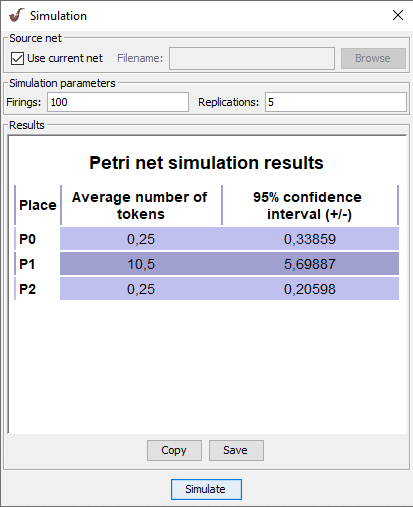 Simulation
Source net
Use current net Filename: Browse
Simulation parameters
Firings: 100 Replications: 5
Results
Petri net simulation results
Place Average number of tokens 95% confidence interval (+/-)
P0 0,25 0,33859
P1 10,5 5,69887
P2 0,25 0,20598
Copy Save
Simulate